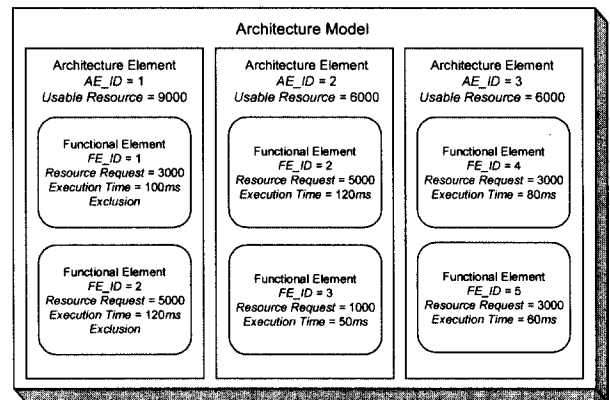 Architecture Model
Architecture Element
AE_ID = 1
Usable Resource = 9000
Functional Element
FE_ID = 1
Resource Request = 3000
Execution Time = 100ms
Exclusion
Functional Element
FE_ID = 2
Resource Request = 5000
Execution Time = 120ms
Exclusion
Architecture Element
AE_ID = 2
Usable Resource = 6000
Functional Element
FE_ID = 2
Resource Request = 5000
Execution Time = 120ms
Functional Element
FE_ID = 3
Resource Request = 1000
Execution Time = 50ms
Architecture Element
AE_ID = 3
Usable Resource = 6000
Functional Element
FE_ID = 4
Resource Request = 3000
Execution Time = 80ms
Functional Element
FE_ID = 5
Resource Request = 3000
Execution Time = 60ms